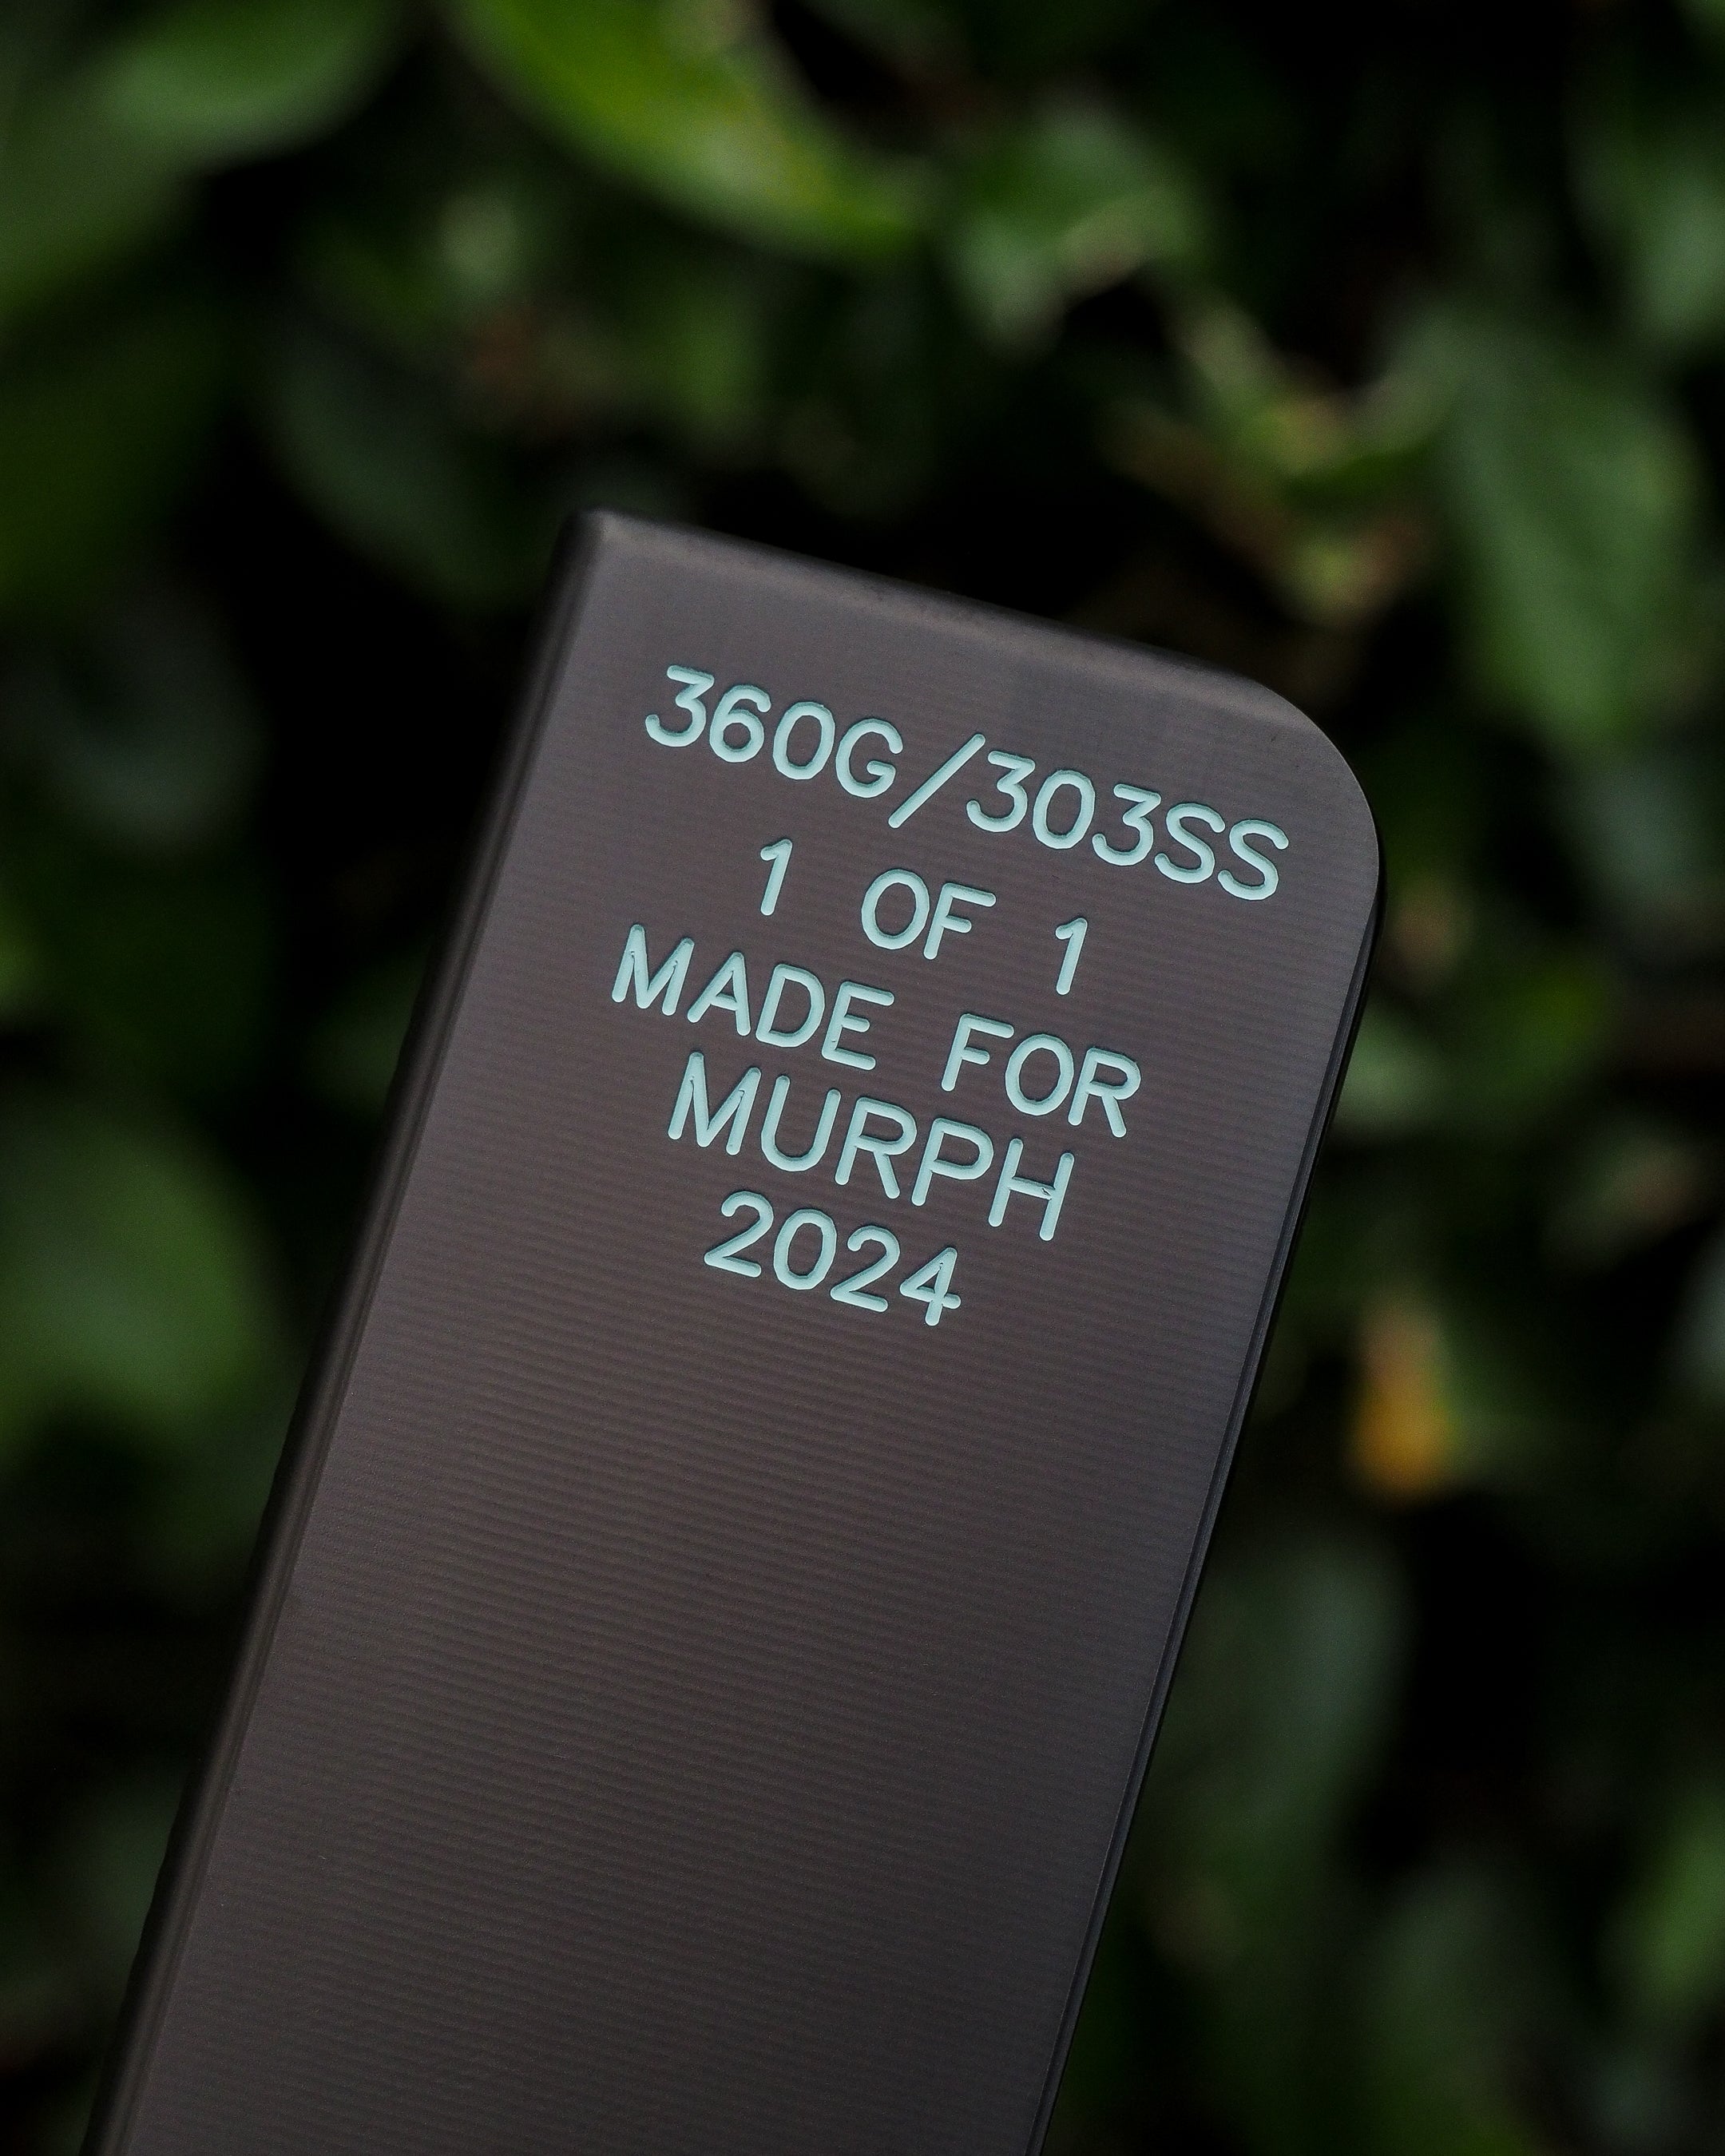 360G/303SS
1 OF 1
MADE FOR
MURPH
2024